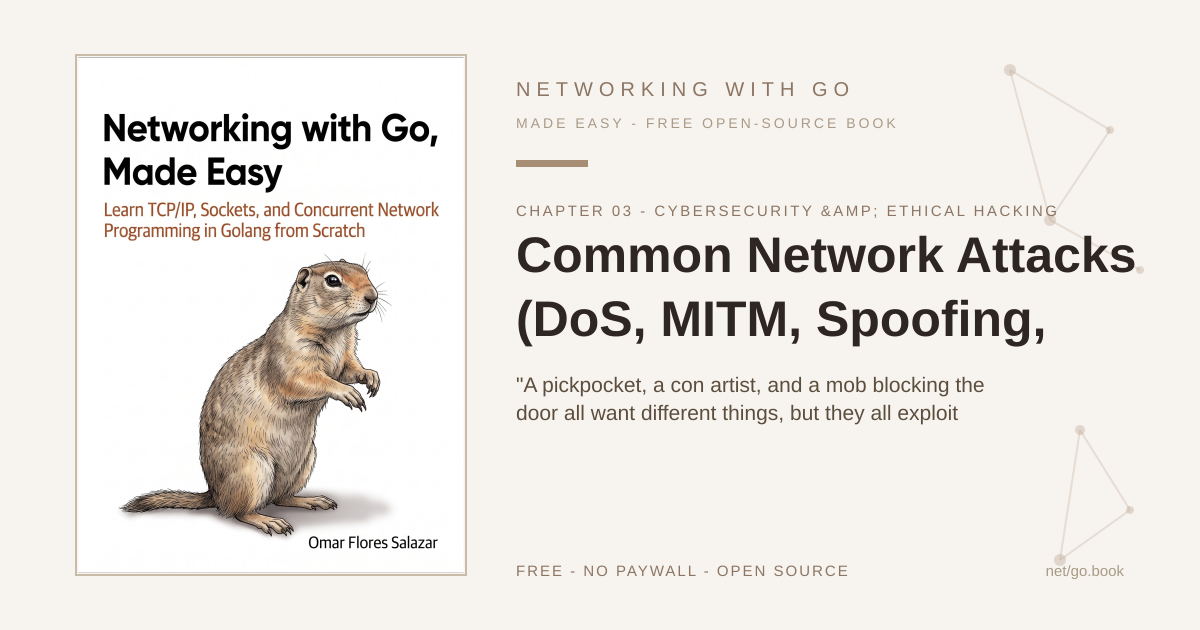 Networking with Go,
Made Easy
Learn TCP/IP, Sockets, and Concurrent Network
Programming in Golang from Scratch
Omar Flores Salazar
NETWORKING WITH GO
MADE EASY - FREE OPEN-SOURCE BOOK
CHAPTER 03 - CYBERSECURITY &AMP; ETHICAL HACKING
Common Network Attacks
(DoS, MITM, Spoofing,
"A pickpocket, a con artist, and a mob blocking the
door all want different things, but they all exploit
FREE - NO PAYWALL - OPEN SOURCE
net/go.book